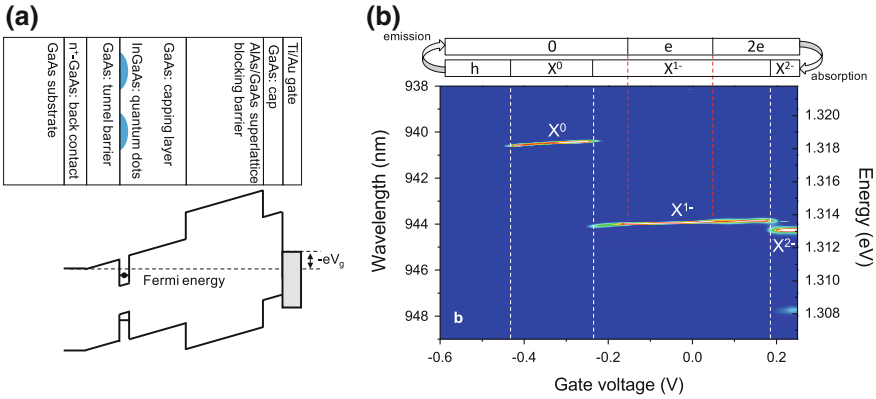 (a)
GaAs substrate
n⁺-GaAs: back contact
GaAs: tunnel barrier
InGaAs: quantum dots
GaAs: capping layer
AlAs/GaAs superlattice
blocking barrier
GaAs: cap
Ti/Au gate
Fermi energy
-eVg
(b)
emission
0
e
2e
h
X⁰
X¹⁻
X²⁻
absorption
938
940
942
944
946
948
Wavelength (nm)
X⁰
X¹⁻
X²⁻
b
1.320
1.318
1.316
1.314
1.312
1.310
1.308
Energy (eV)
-0.6
-0.4
-0.2
0.0
0.2
Gate voltage (V)